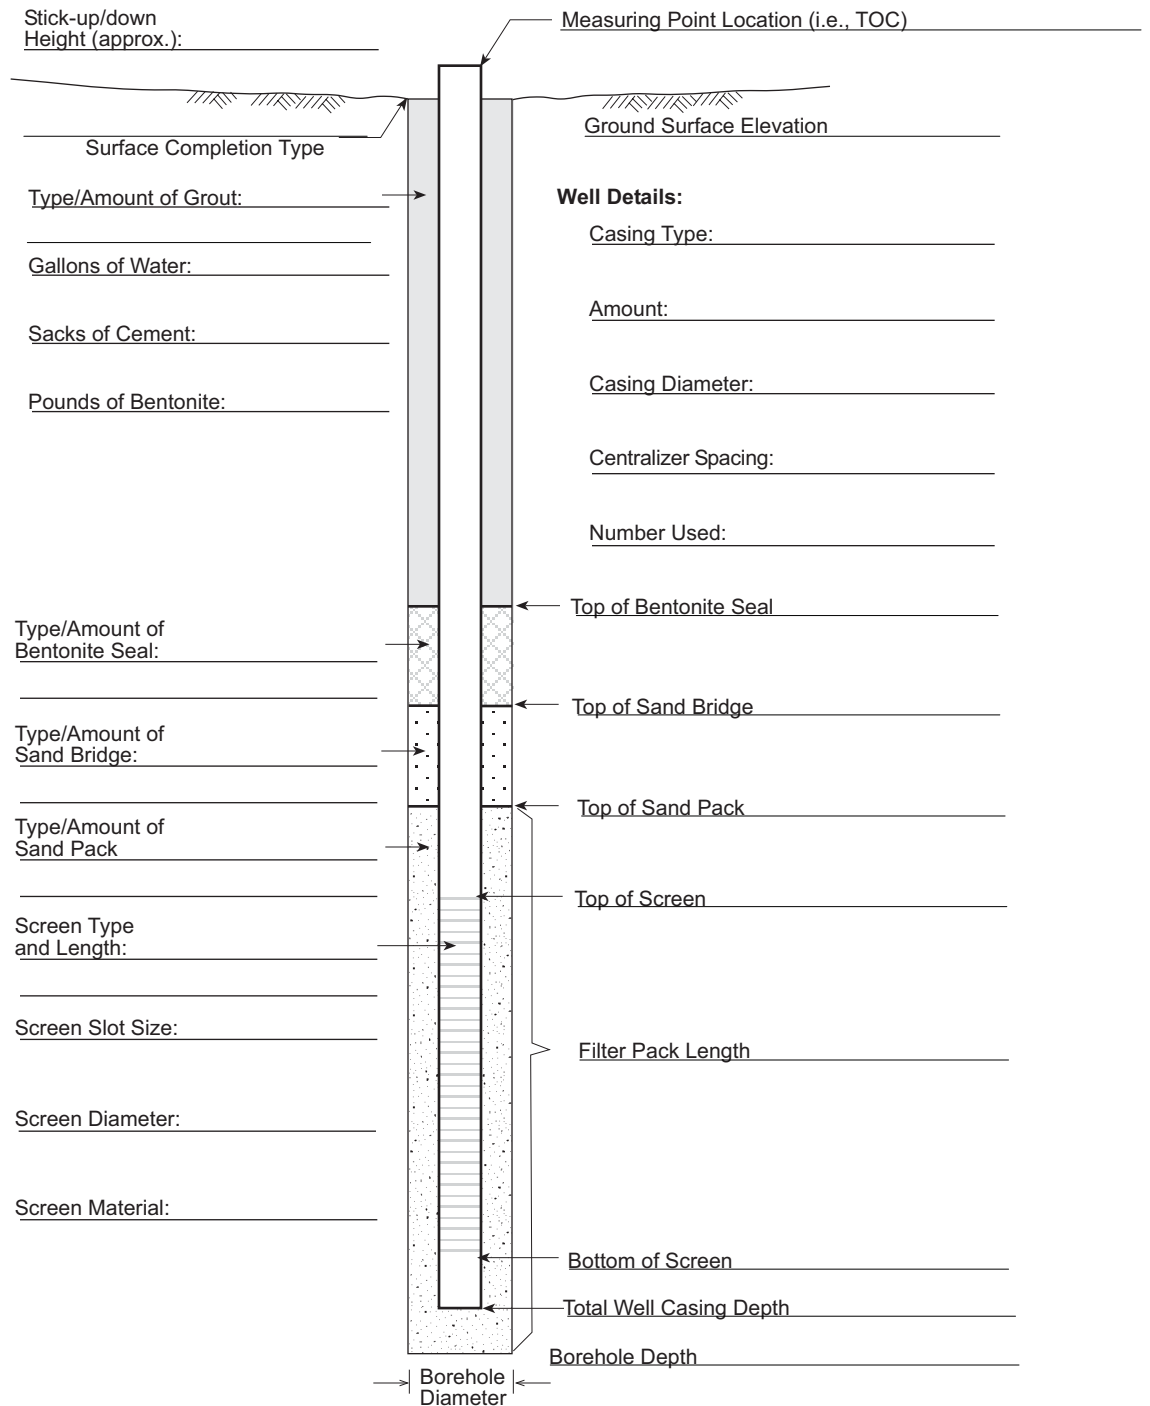 Stick-up/down
Height (approx.):
Measuring Point Location (i.e., TOC)
Ground Surface Elevation
Surface Completion Type
Type/Amount of Grout:
Gallons of Water:
Sacks of Cement:
Pounds of Bentonite:
Well Details:
Casing Type:
Amount:
Casing Diameter:
Centralizer Spacing:
Number Used:
Top of Bentonite Seal
Type/Amount of
Bentonite Seal:
Top of Sand Bridge
Type/Amount of
Sand Bridge:
Top of Sand Pack
Type/Amount of
Sand Pack
Top of Screen
Screen Type
and Length:
Screen Slot Size:
Filter Pack Length
Screen Diameter:
Screen Material:
Bottom of Screen
Total Well Casing Depth
Borehole Depth
Borehole
Diameter